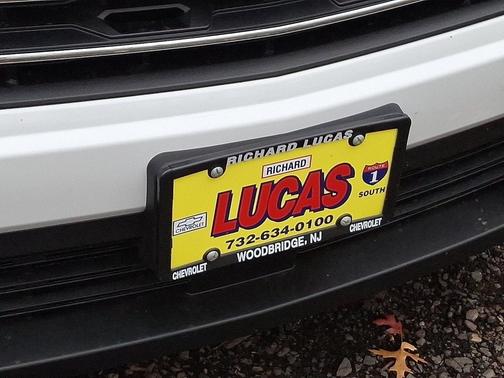 RICHARD LUCAS
RICHARD
LUCAS
ROUTE
1
SOUTH
CHEVROLET
732-634-0100
WOODBRIDGE, NJ
CHEVROLET
CHEVROLET